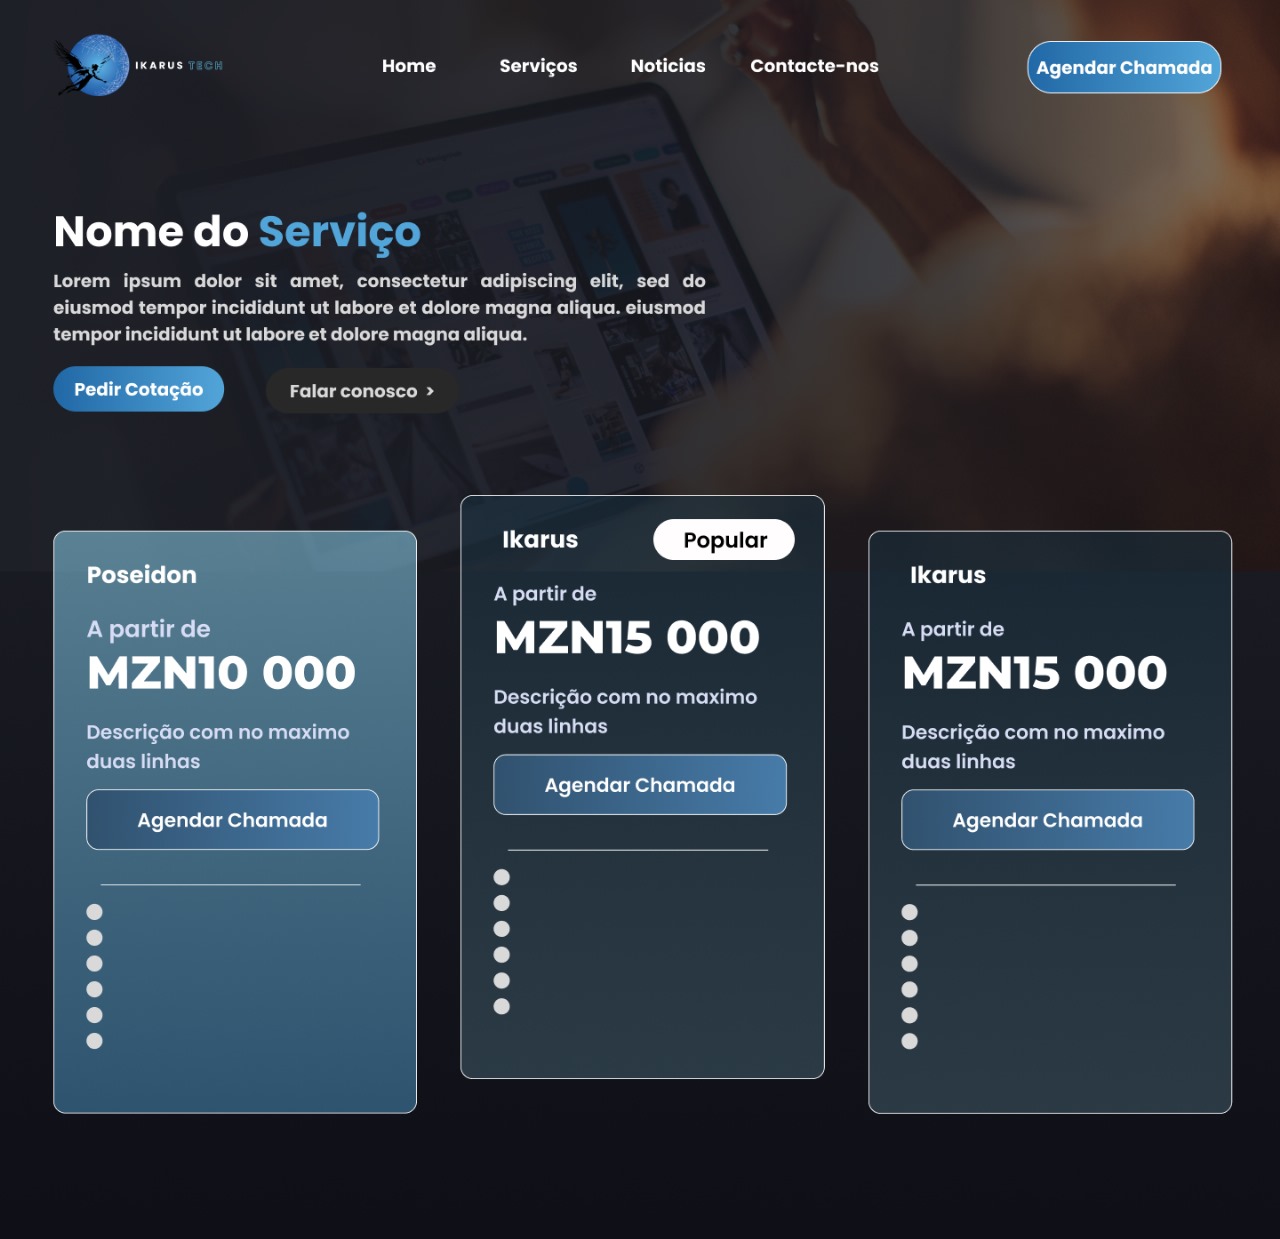 IKARUS TECH
Home
Serviços
Noticias
Contacte-nos
Agendar Chamada
Nome do Serviço
Lorem ipsum dolor sit amet, consectetur adipiscing elit, sed do
eiusmod tempor incididunt ut labore et dolore magna aliqua. eiusmod
tempor incididunt ut labore et dolore magna aliqua.
Pedir Cotação
Falar conosco >
Poseidon
A partir de
MZN10 000
Descrição com no maximo
duas linhas
Agendar Chamada
Ikarus
Popular
A partir de
MZN15 000
Descrição com no maximo
duas linhas
Agendar Chamada
Ikarus
A partir de
MZN15 000
Descrição com no maximo
duas linhas
Agendar Chamada